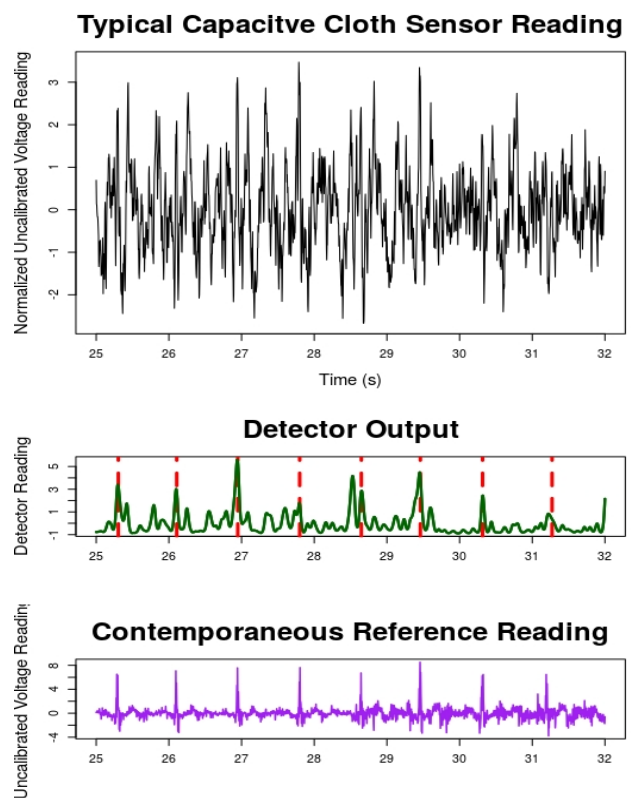 Typical Capacitve Cloth Sensor Reading
Normalized Uncalibrated Voltage Reading
3
2
1
0
-1
-2
25 26 27 28 29 30 31 32
Time (s)
Detector Output
Detector Reading
5
3
1
-1
25 26 27 28 29 30 31 32
Contemporaneous Reference Reading
Uncalibrated Voltage Reading
8
4
0
-4
25 26 27 28 29 30 31 32